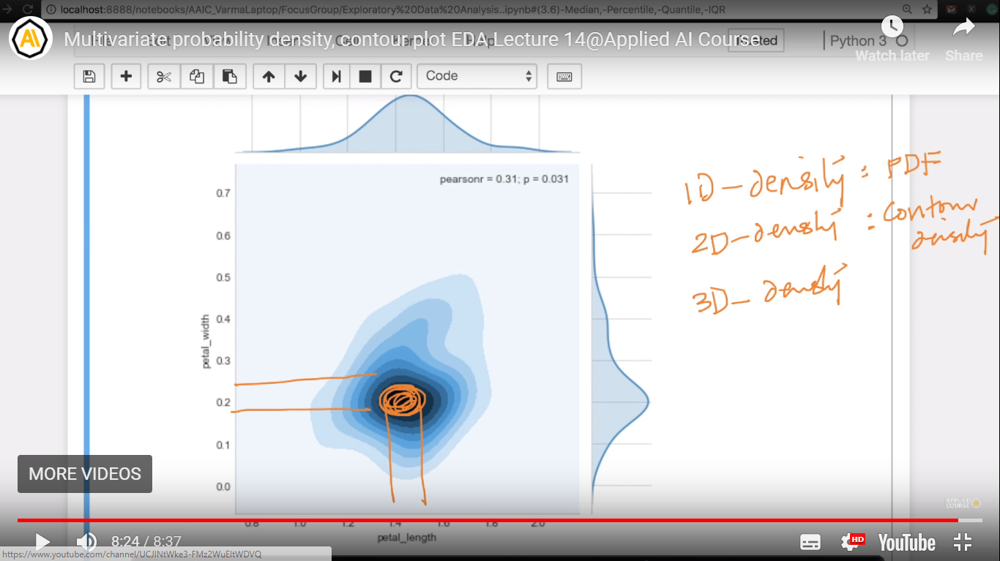 localhost:8888/notebooks/AAIC_VarmaLaptop/FocusGroup/Exploratory%20Data%20Analysis..ipynb#(3.6)-Median,-Percentile,-Quantile,-IQR
Multivariate probability density, contour plot EDA Lecture 14@Applied AI Course
Python 3
Watch later
Share
Code
pearsonr = 0.31; p = 0.031
0.7
0.6
0.5
0.4
0.3
0.2
0.1
0.0
petal_width
1D - density : PDF
2D - density : contour density
3D - density
MORE VIDEOS
APPLIED
COURSE
0.8 1.0 1.2 1.4 1.6 1.8 2.0
petal_length
8:24 / 8:37
HD
YouTube
https://www.youtube.com/channel/UCJINtWke3-FMz2WuEltWDVQ